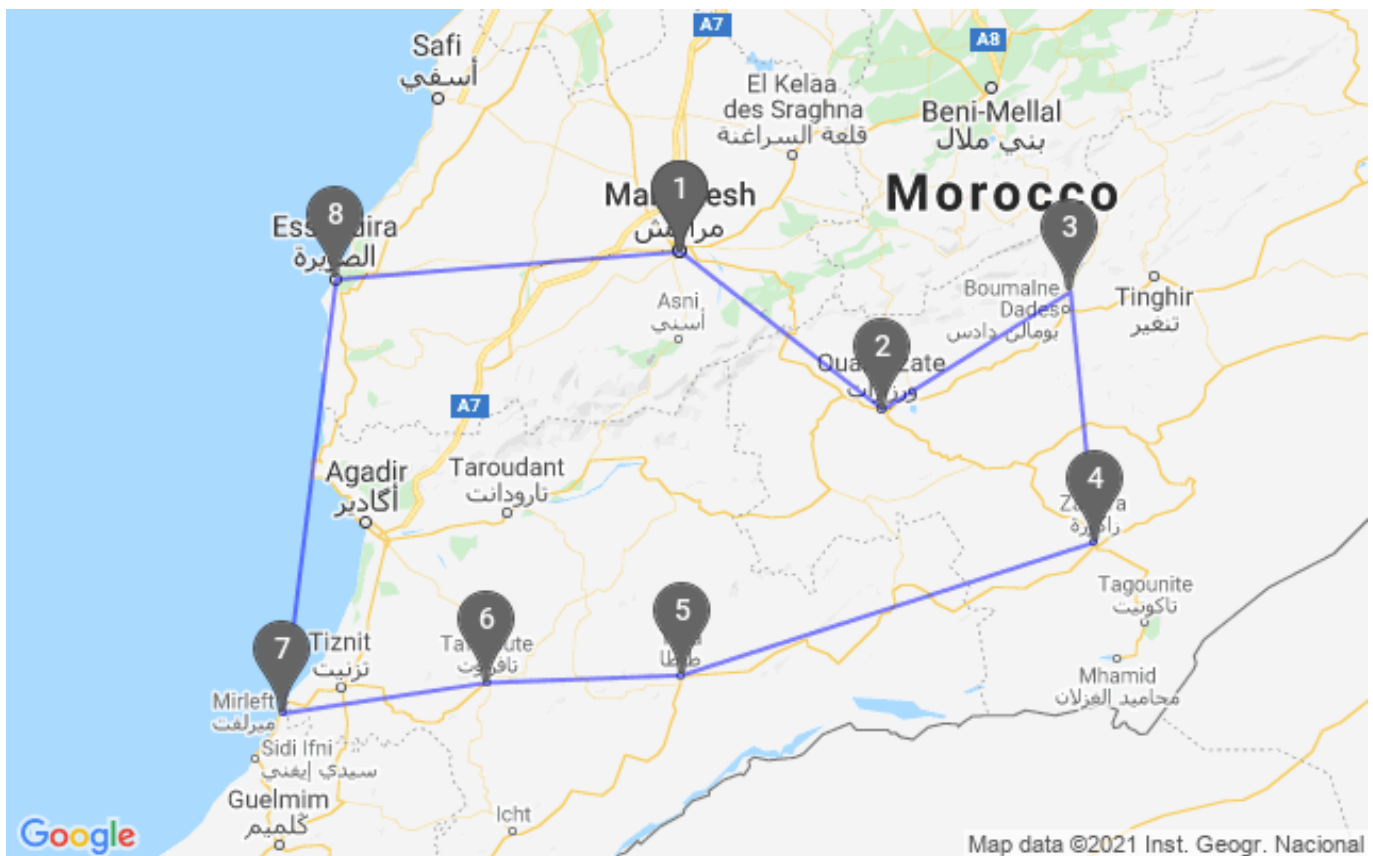 A7
A8
Safi
أسفي
El Kelaa
des Sraghna
قلعة السراغنة
Beni-Mellal
بني ملال
Morocco
1
8
3
الصويرة
Asni
أسني
Boumalne
Dades
بومالن دادس
Tinghir
تنغير
2
A7
Agadir
أگادير
Taroudant
تارودانت
4
Tagounite
تاكونيت
Mhamid
محاميد الغزلان
5
6
7
Tiznit
تزنيت
Mirleft
ميرلفت
Sidi Ifni
سيدي إيفني
Guelmim
گلميم
Icht
Google
Map data ©2021 Inst. Geogr. Nacional